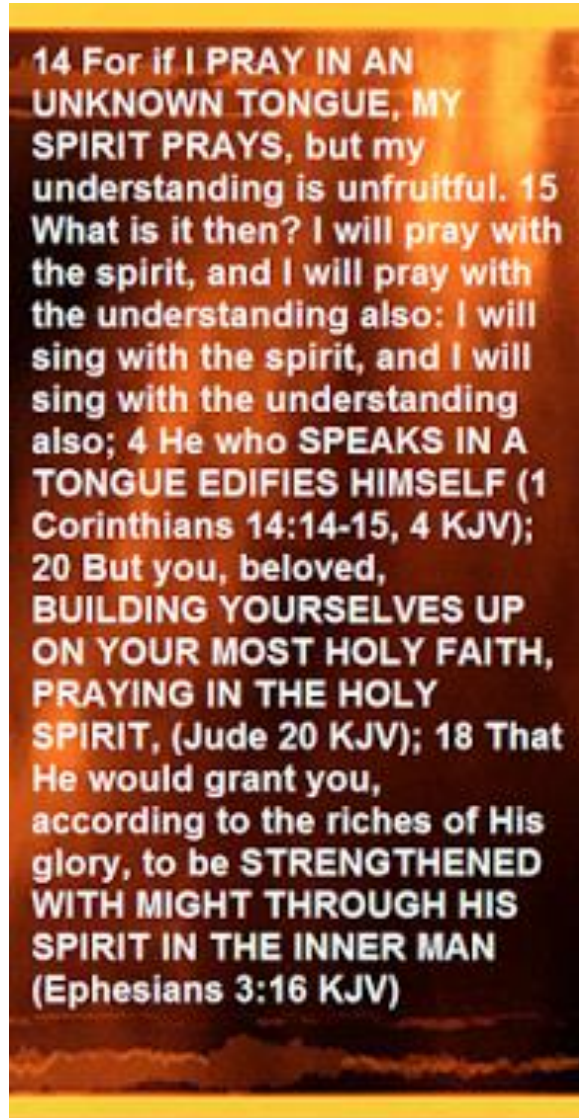 14 For if I PRAY IN AN
UNKNOWN TONGUE, MY
SPIRIT PRAYS, but my
understanding is unfruitful. 15
What is it then? I will pray with
the spirit, and I will pray with
the understanding also: I will
sing with the spirit, and I will
sing with the understanding
also; 4 He who SPEAKS IN A
TONGUE EDIFIES HIMSELF (1
Corinthians 14:14-15, 4 KJV);
20 But you, beloved,
BUILDING YOURSELVES UP
ON YOUR MOST HOLY FAITH,
PRAYING IN THE HOLY
SPIRIT, (Jude 20 KJV); 18 That
He would grant you,
according to the riches of His
glory, to be STRENGTHENED
WITH MIGHT THROUGH HIS
SPIRIT IN THE INNER MAN
(Ephesians 3:16 KJV)